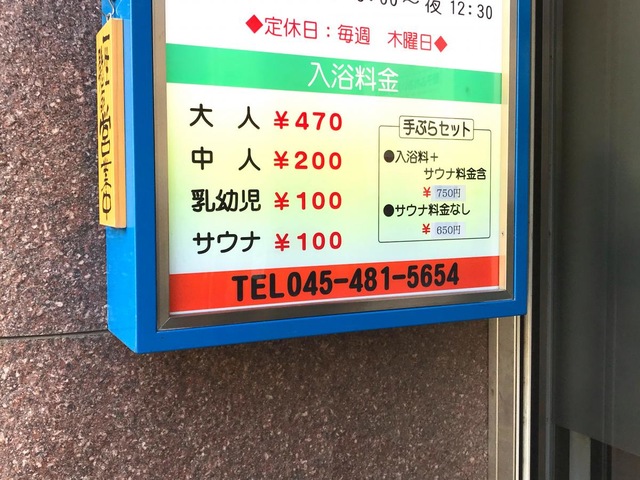 ～夜 12:30
◆定休日：毎週 木曜日◆
入浴料金
大 人 ￥470
中 人 ￥200
乳幼児 ￥100
サウナ ￥100
手ぶらセット
●入浴料＋
サウナ料金含
￥750円
●サウナ料金なし
￥650円
TEL045-481-5654